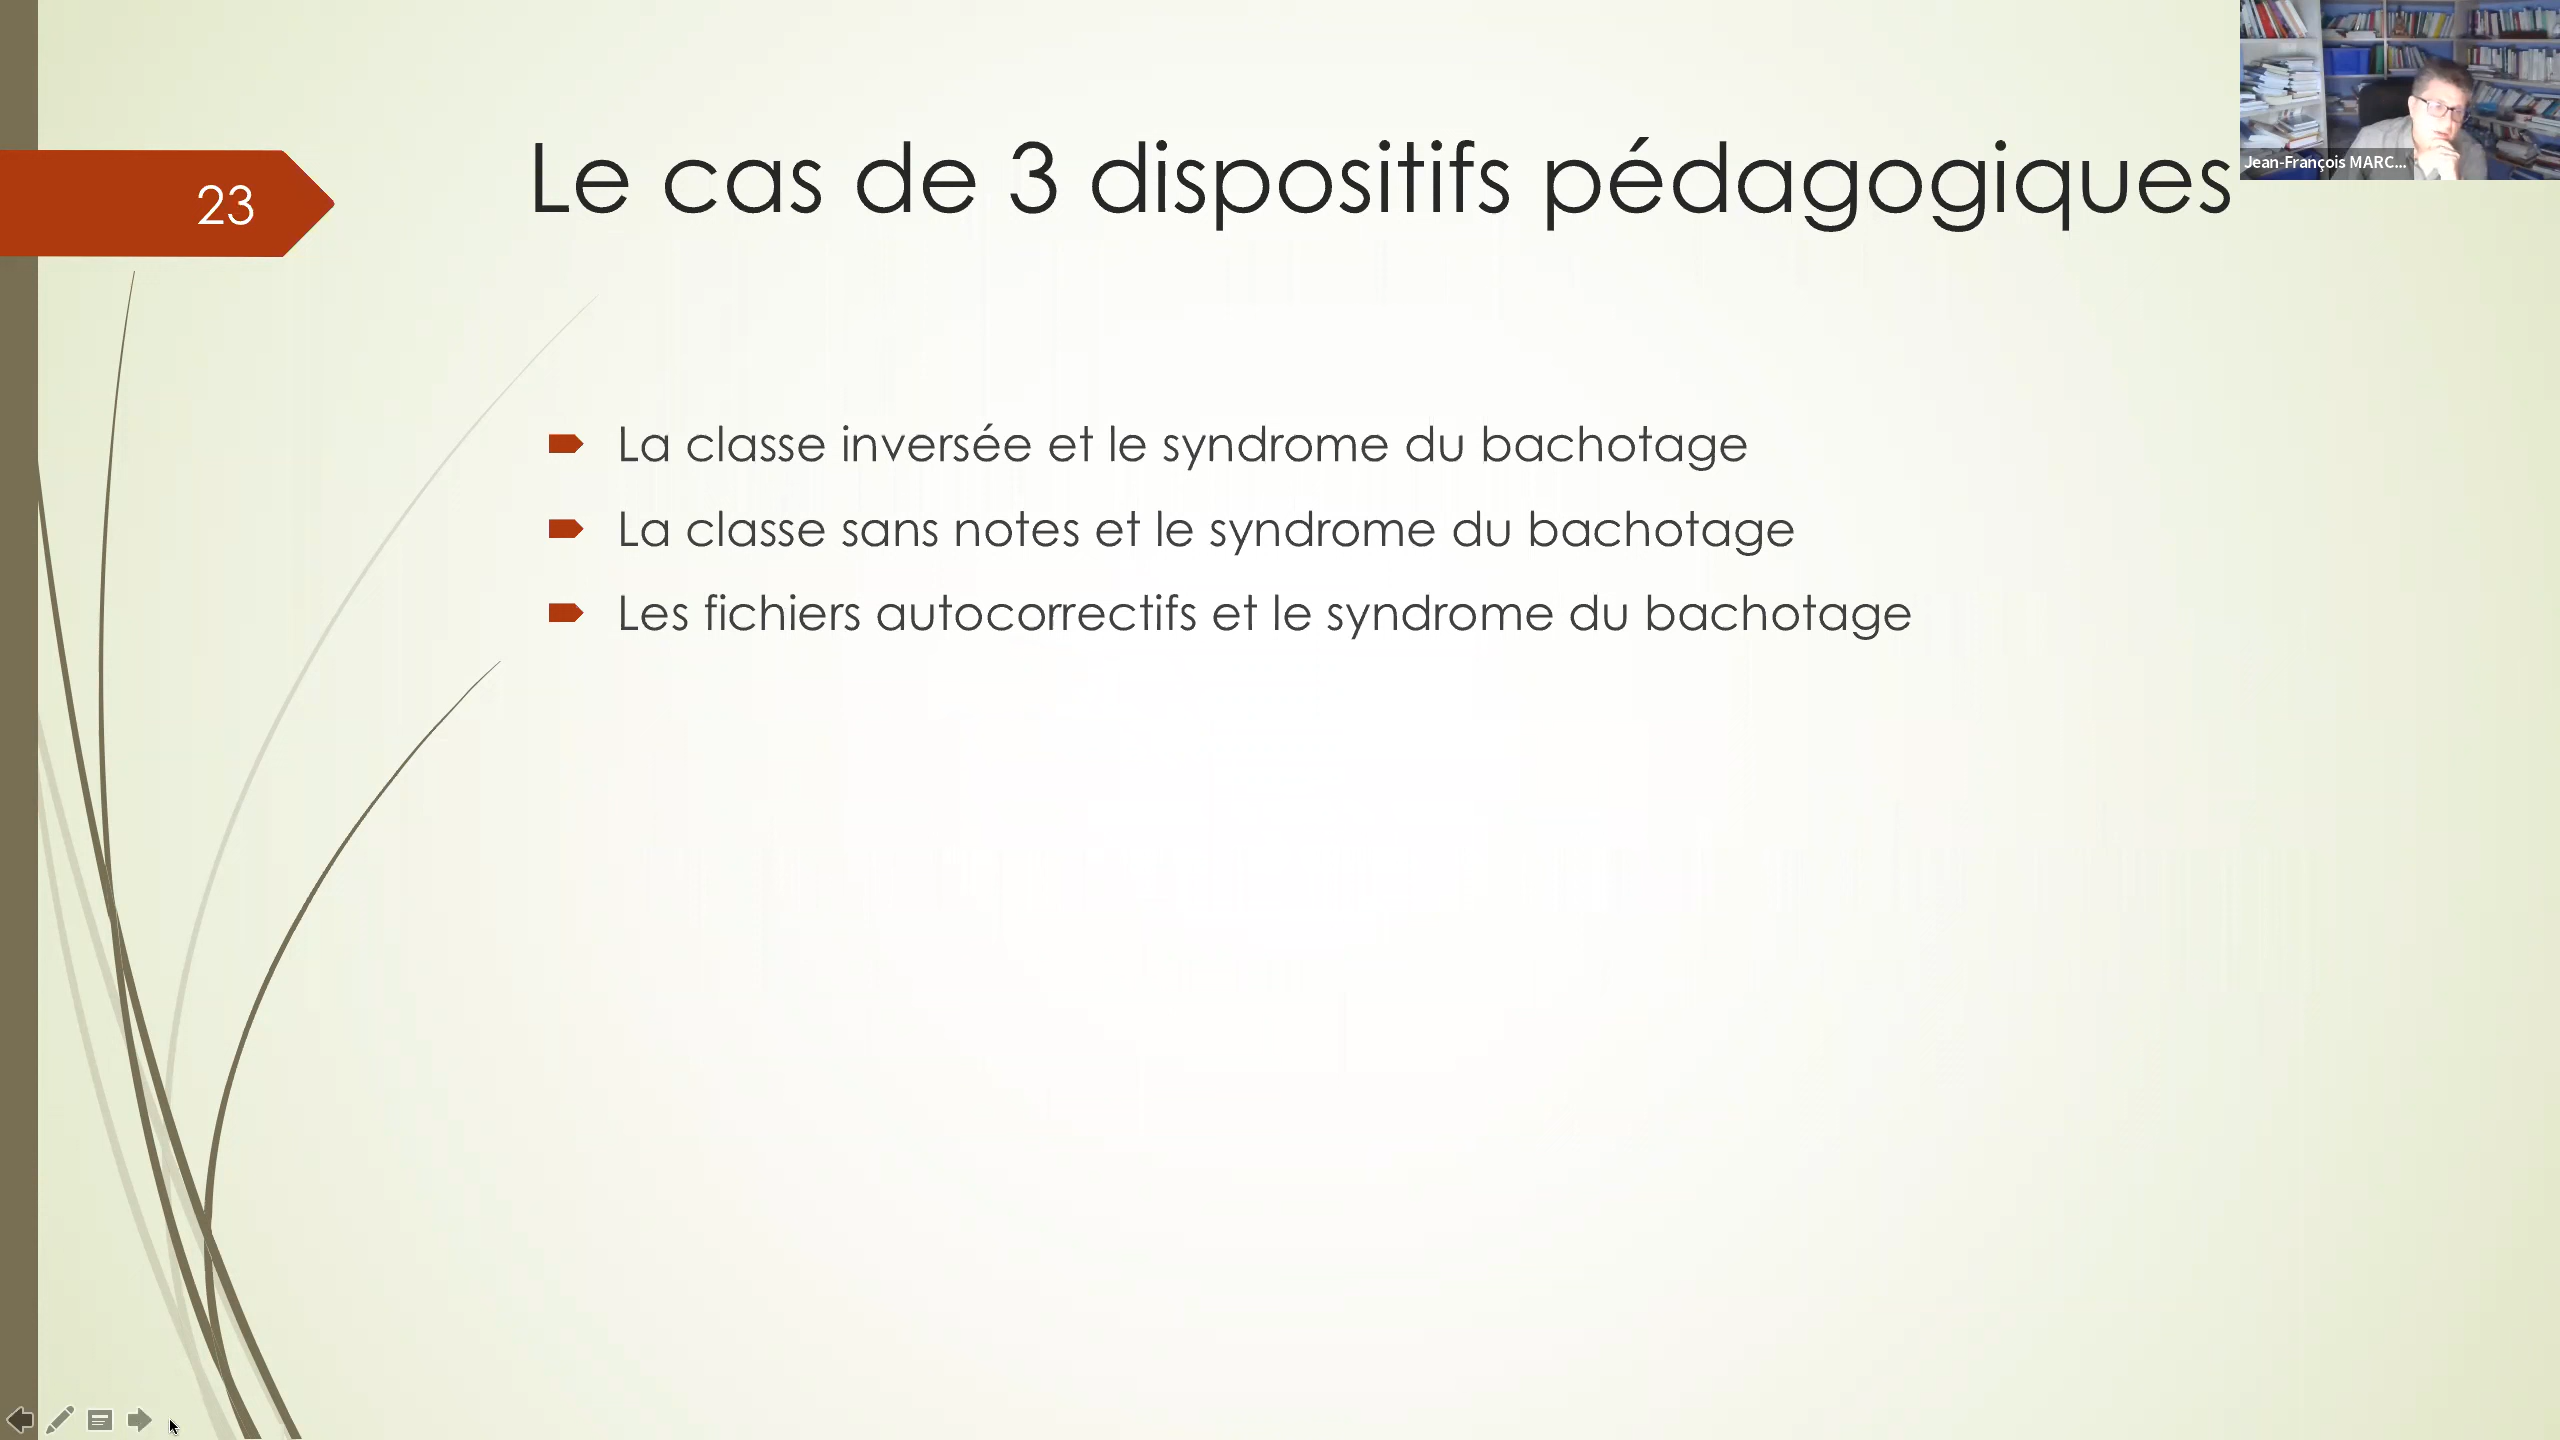 23
Le cas de 3 dispositifs pédagogiques
Jean-François MARC...
La classe inversée et le syndrome du bachotage
La classe sans notes et le syndrome du bachotage
Les fichiers autocorrectifs et le syndrome du bachotage